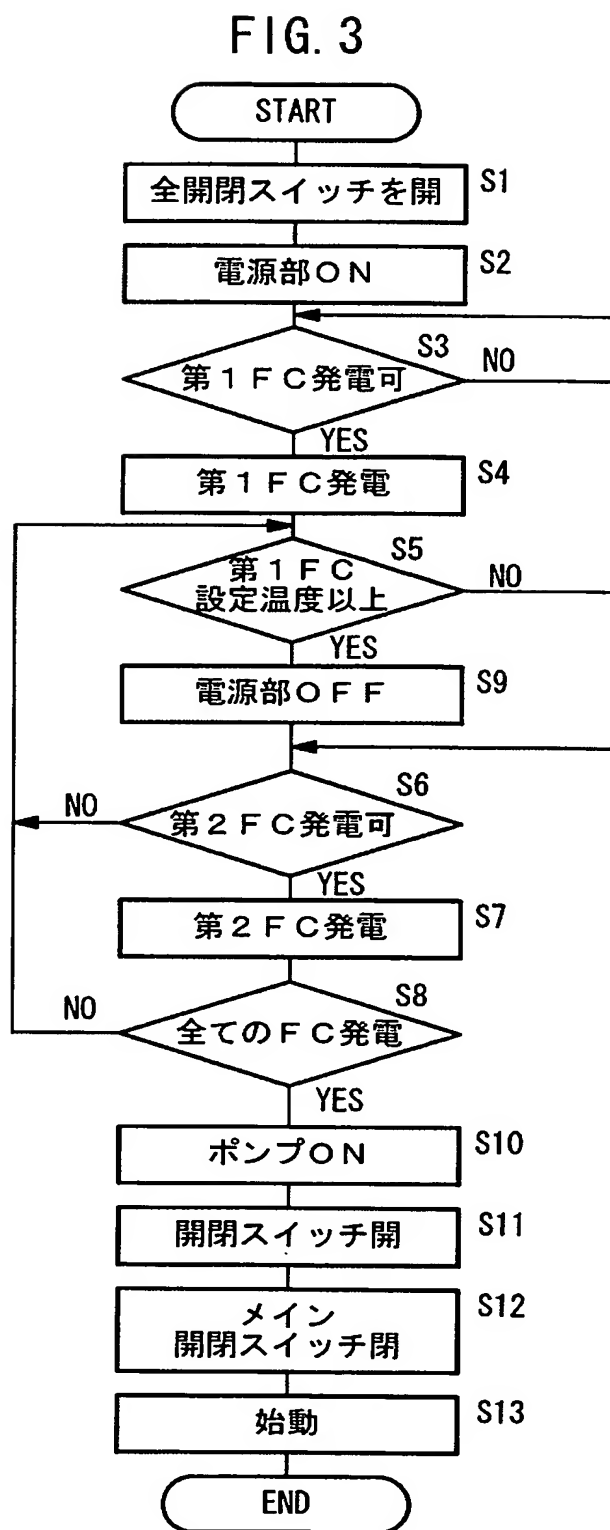 FIG. 3
START
全開閉スイッチを開 S1
電源部ON S2
第1FC発電可 S3 NO
YES
第1FC発電 S4
第1FC S5
設定温度以上 NO
YES
電源部OFF S9
NO 第2FC発電可 S6
YES
第2FC発電 S7
NO 全てのFC発電 S8
YES
ポンプON S10
開閉スイッチ開 S11
メイン S12
開閉スイッチ閉
始動 S13
END